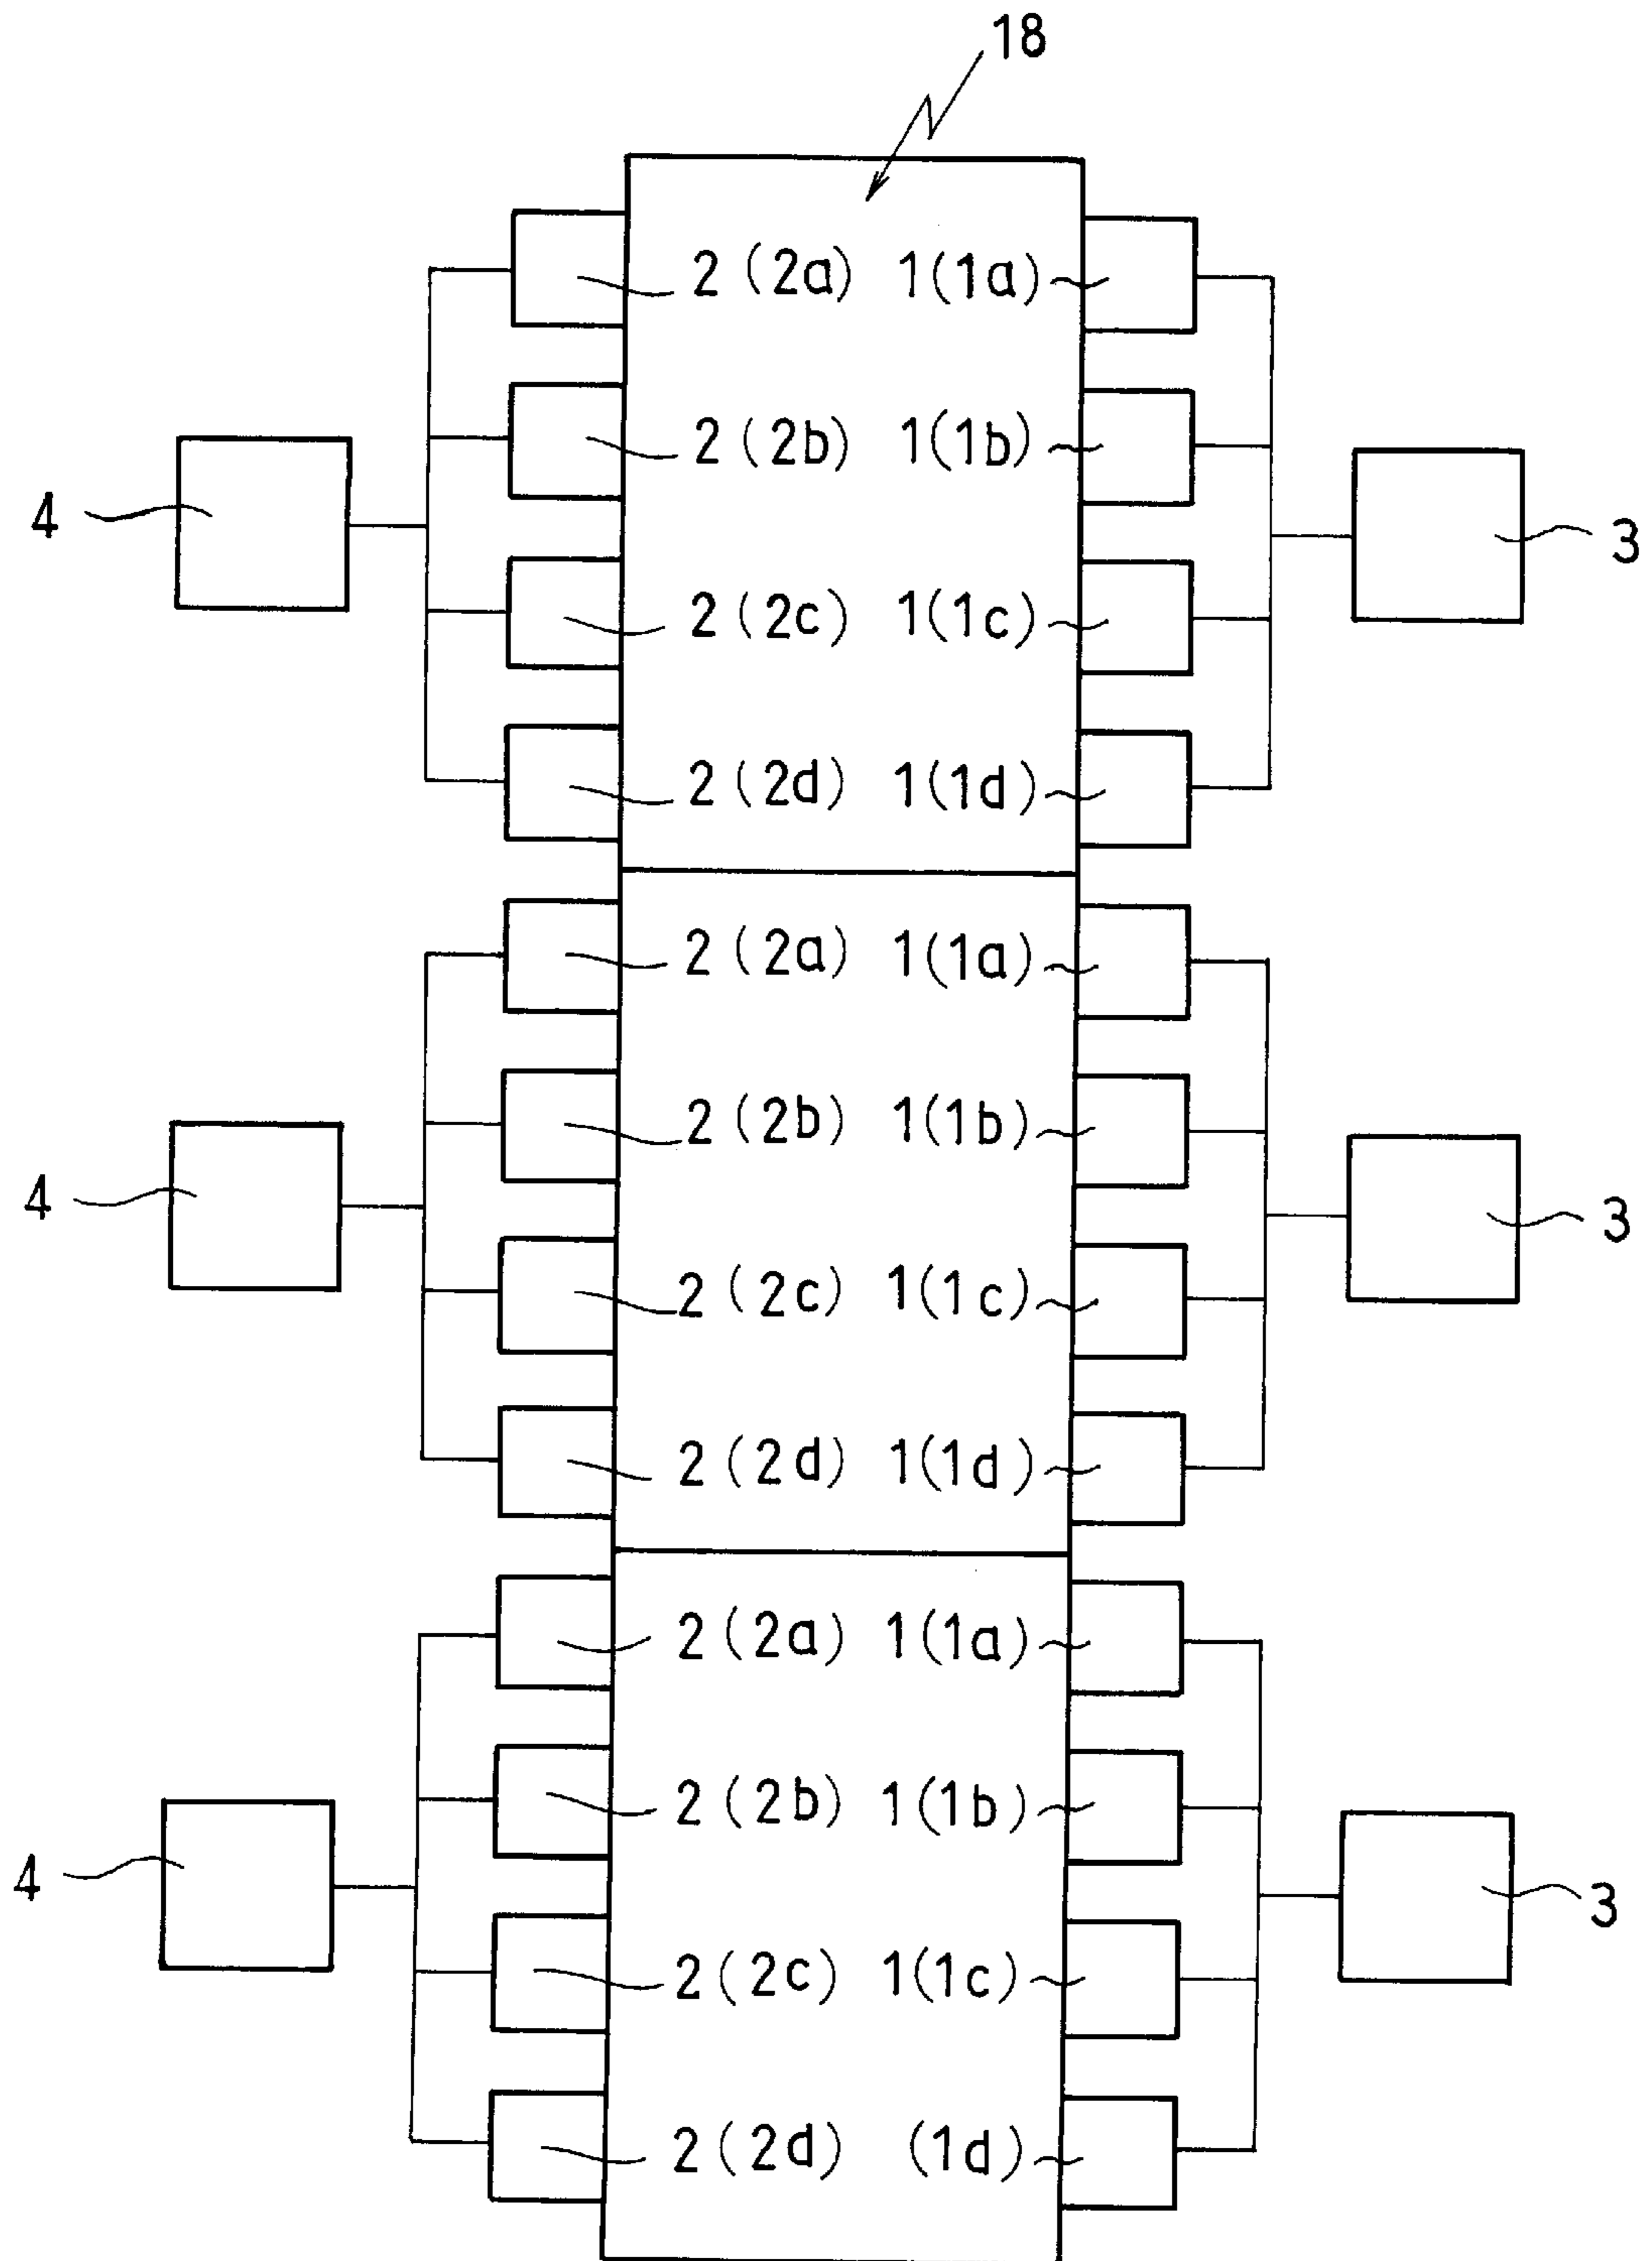 18
2 (2a) 1(1a)
2 (2b) 1(1b)
4
3
2 (2c) 1(1c)
2 (2d) 1(1d)
2 (2a) 1(1a)
2 (2b) 1(1b)
4
3
2 (2c) 1(1c)
2 (2d) 1(1d)
2 (2a) 1(1a)
2 (2b) 1(1b)
4
3
2 (2c) 1(1c)
2 (2d) (1d)